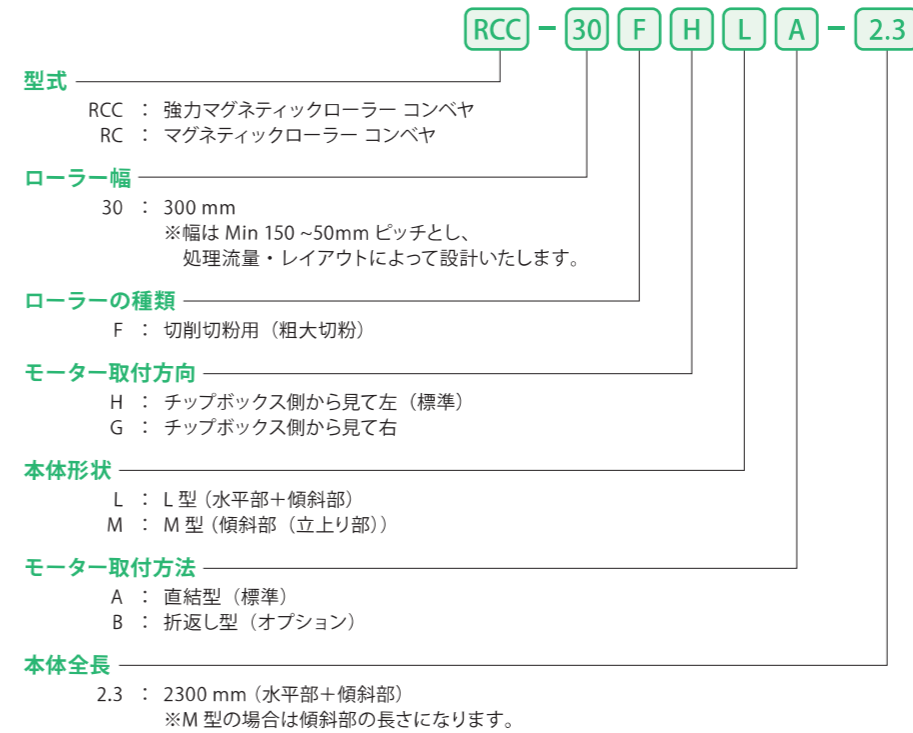 RCC - 30 F H L A - 2.3
型式
RCC : 強力マグネティックローラー コンベヤ
RC : マグネティックローラー コンベヤ
ローラー幅
30 : 300 mm
※幅は Min 150 ~50mm ピッチとし、
処理流量・レイアウトによって設計いたします。
ローラーの種類
F : 切削切粉用（粗大切粉）
モーター取付方向
H : チップボックス側から見て左（標準）
G : チップボックス側から見て右
本体形状
L : L 型（水平部＋傾斜部）
M : M 型（傾斜部（立上り部））
モーター取付方法
A : 直結型（標準）
B : 折返し型（オプション）
本体全長
2.3 : 2300 mm（水平部＋傾斜部）
※M 型の場合は傾斜部の長さになります。